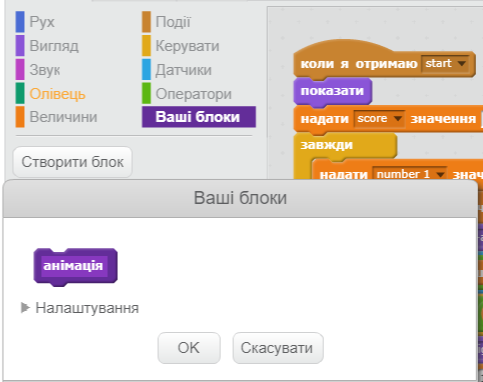 Рух
Події
Вигляд
Керувати
Звук
Датчики
Олівець
Оператори
Величини
Ваші блоки
Створити блок
коли я отримаю start
показати
надати score значення
завжди
надати number 1
Ваші блоки
анімація
Налаштування
OK
Скасувати